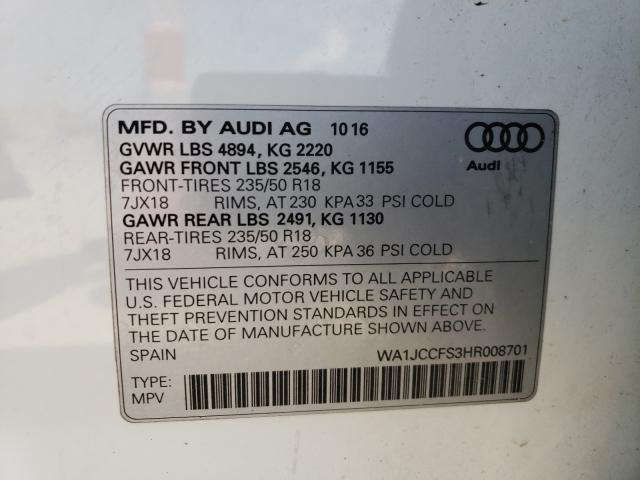 MFD. BY AUDI AG 10 16
GVWR LBS 4894, KG 2220
GAWR FRONT LBS 2546, KG 1155
FRONT-TIRES 235/50 R18
7JX18 RIMS, AT 230 KPA 33 PSI COLD
GAWR REAR LBS 2491, KG 1130
REAR-TIRES 235/50 R18
7JX18 RIMS, AT 250 KPA 36 PSI COLD
Audi
THIS VEHICLE CONFORMS TO ALL APPLICABLE
U.S. FEDERAL MOTOR VEHICLE SAFETY AND
THEFT PREVENTION STANDARDS IN EFFECT ON
THE DATE OF MANUFACTURE SHOWN ABOVE.
SPAIN WA1JCCFS3HR008701
TYPE:
MPV